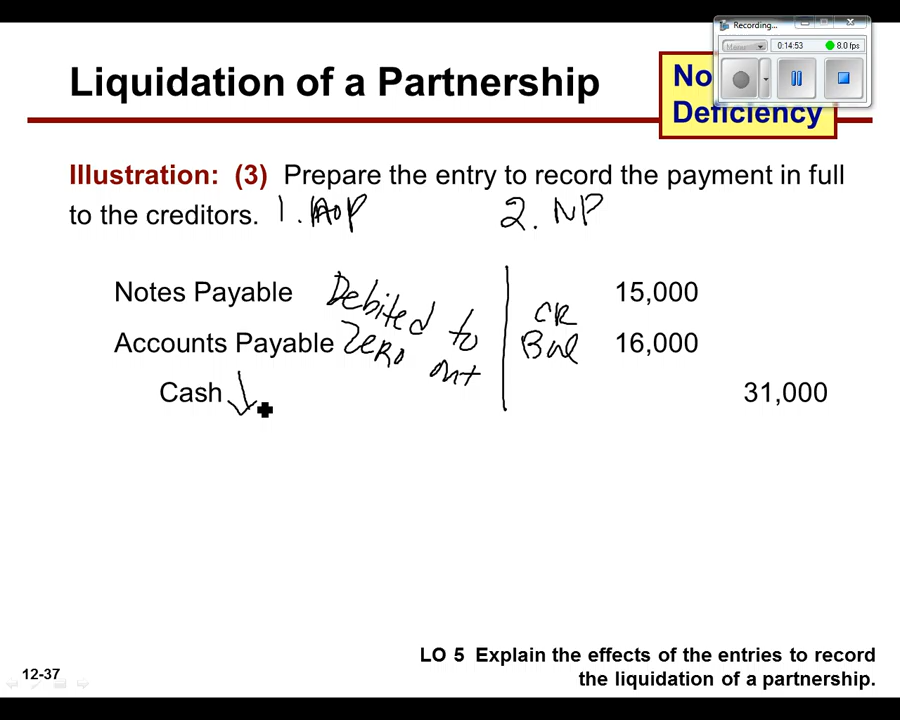 Recording...
0:14:53
8.0 fps
Liquidation of a Partnership
No
Deficiency
Illustration: (3) Prepare the entry to record the payment in full
to the creditors. 1. AOP 2. NP
Notes Payable Debited to CR 15,000
Accounts Payable Zero out Bal 16,000
Cash 31,000
LO 5 Explain the effects of the entries to record
the liquidation of a partnership.
12-37